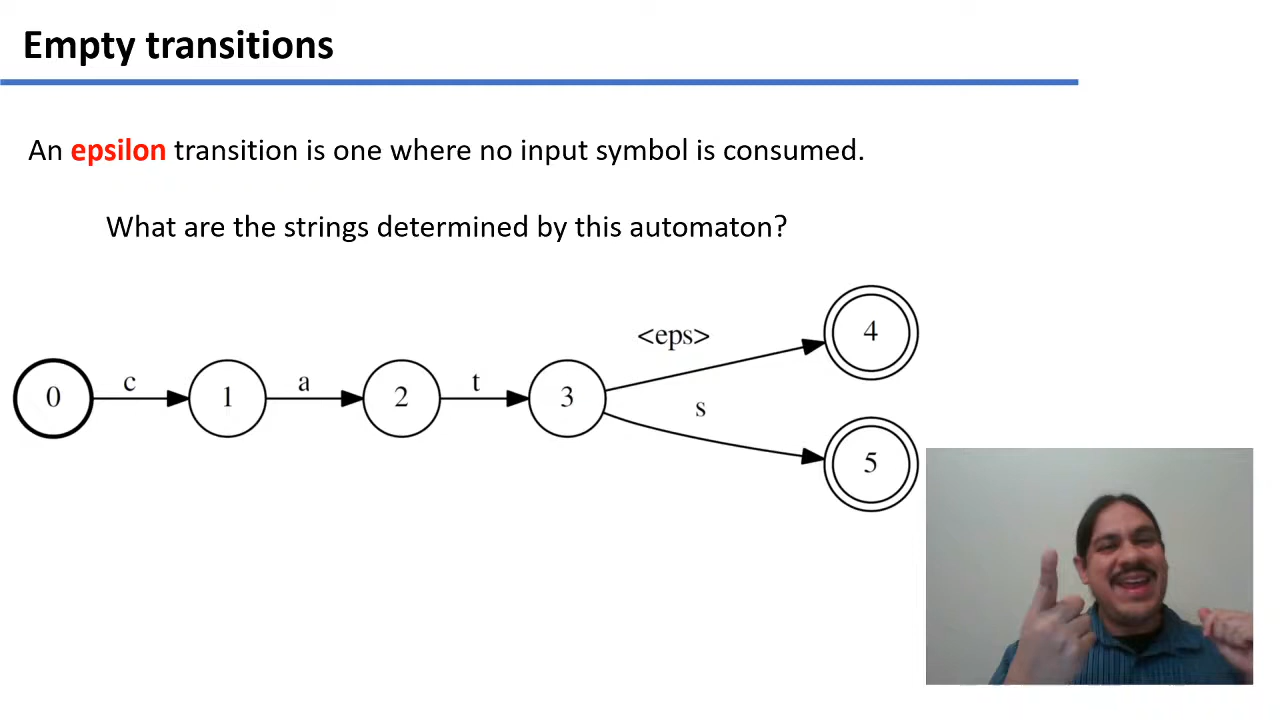 Empty transitions
An epsilon transition is one where no input symbol is consumed.
What are the strings determined by this automaton?
<eps>
4
0
c
1
a
2
t
3
s
5